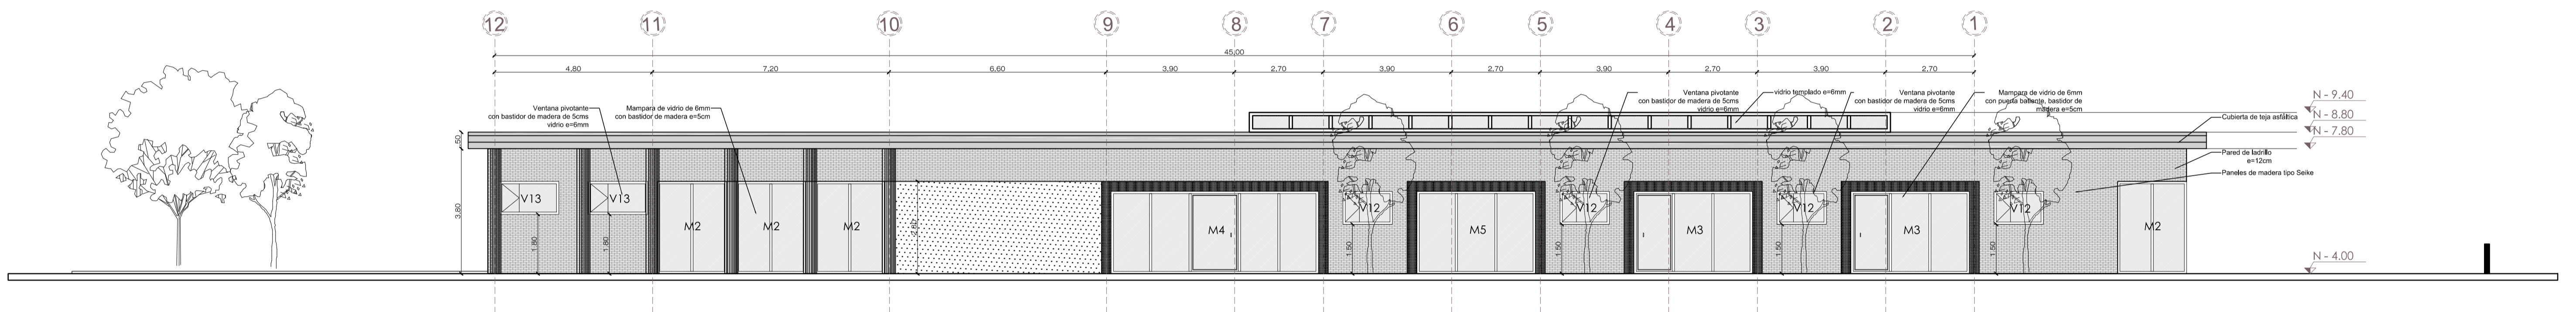 12 11 10 9 8 7 6 5 4 3 2 1
45,00
4,80 7,20 6,60 3,90 2,70 3,90 2,70 3,90 2,70 3,90 2,70
Ventana pivotante
con bastidor de madera de 5cms
vidrio e=6mm
Mampara de vidrio de 6mm
con bastidor de madera e=5cm
Ventana pivotante
con bastidor de madera de 5cms
vidrio e=6mm
vidrio templado e=6mm
Ventana pivotante
con bastidor de madera de 5cms
vidrio e=6mm
Mampara de vidrio de 6mm
con puerta batiente, bastidor de
madera e=5cm
N - 9.40
N - 8.80
N - 7.80
Cubierta de teja asfáltica
Pared de ladrillo
e=12cm
Paneles de madera tipo Seike
,50
3,80
V13 V13 M2 M2 M2 M4 V12 M5 V12 M3 V12 M3 V12 M2
1,80 1,80 2,80 1,50 1,50 1,50 1,50
N - 4.00